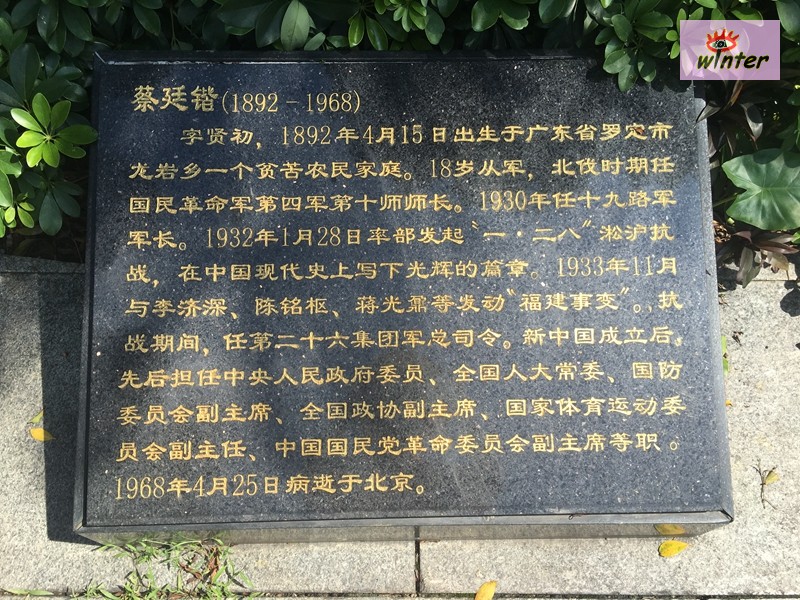 winter
蔡廷锴(1892-1968)
字贤初，1892年4月15日出生于广东省罗定市
龙岩乡一个贫苦农民家庭。18岁从军，北伐时期任
国民革命军第四军第十师师长。1930年任十九路军
军长。1932年1月28日率部发起“一·二八”淞沪抗
战，在中国现代史上写下光辉的篇章。1933年11月
与李济深、陈铭枢、蒋光鼐等发动“福建事变”。抗
战期间，任第二十六集团军总司令。新中国成立后，
先后担任中央人民政府委员、全国人大常委、国防
委员会副主席、全国政协副主席、国家体育运动委
员会副主任、中国国民党革命委员会副主席等职。
1968年4月25日病逝于北京。